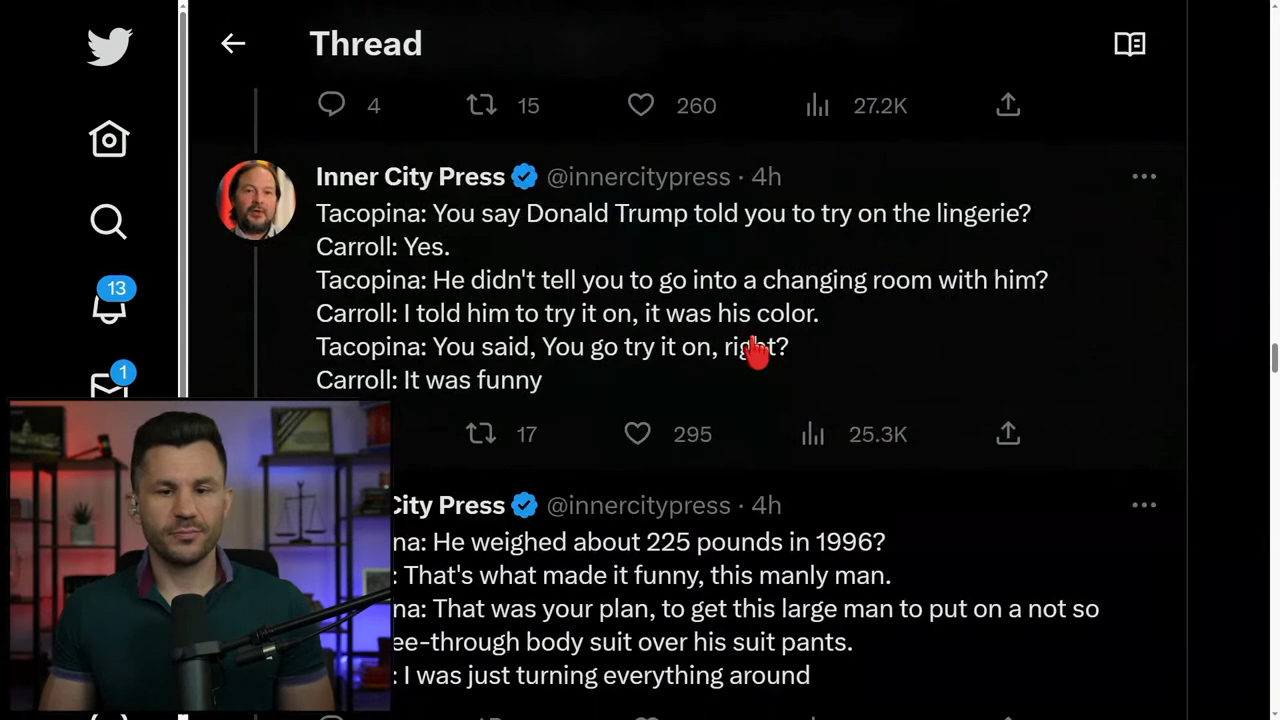 Thread
4 15 260 27.2K
Inner City Press @innercitypress · 4h
Tacopina: You say Donald Trump told you to try on the lingerie?
Carroll: Yes.
Tacopina: He didn't tell you to go into a changing room with him?
Carroll: I told him to try it on, it was his color.
Tacopina: You said, You go try it on, right?
Carroll: It was funny
17 295 25.3K
City Press @innercitypress · 4h
na: He weighed about 225 pounds in 1996?
: That's what made it funny, this manly man.
na: That was your plan, to get this large man to put on a not so
ee-through body suit over his suit pants.
: I was just turning everything around
13
1